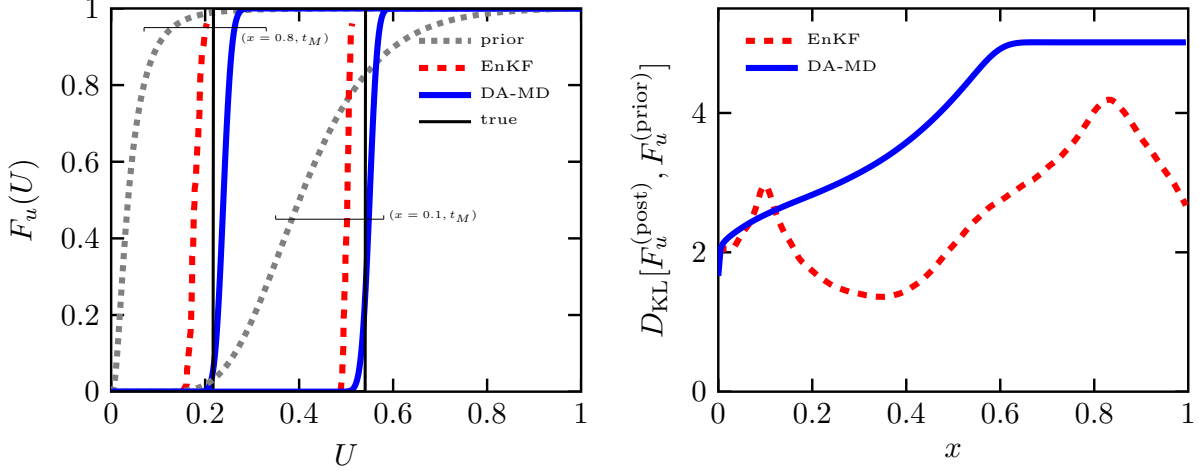 1
0.8
0.6
0.4
0.2
0
F_u(U)
(x = 0.8, t_M)
(x = 0.1, t_M)
prior
EnKF
DA-MD
true
0 0.2 0.4 0.6 0.8 1
U
D_KL[F_u^(post), F_u^(prior)]
4
2
0
EnKF
DA-MD
0 0.2 0.4 0.6 0.8 1
x